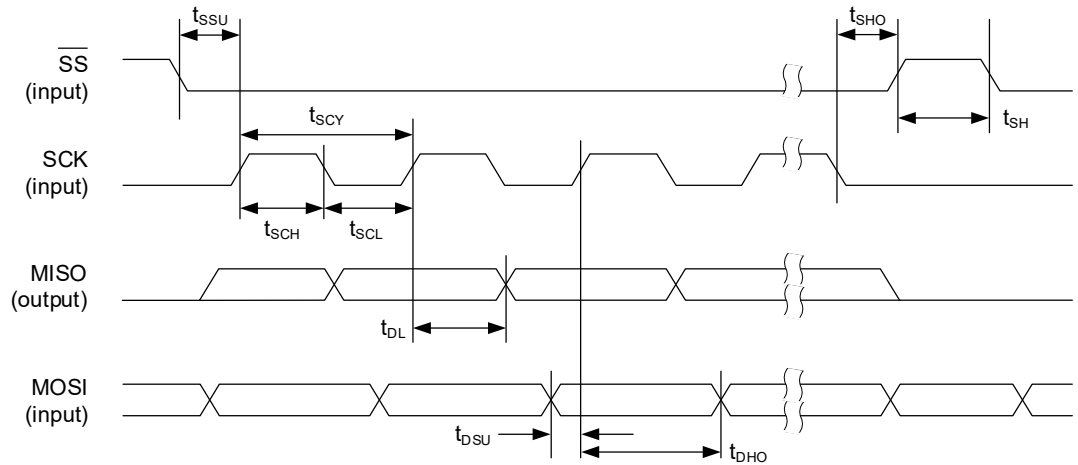 tSSU
tSHO
SS
(input)
tSCY
tSH
SCK
(input)
tSCH
tSCL
MISO
(output)
tDL
MOSI
(input)
tDSU
tDHO